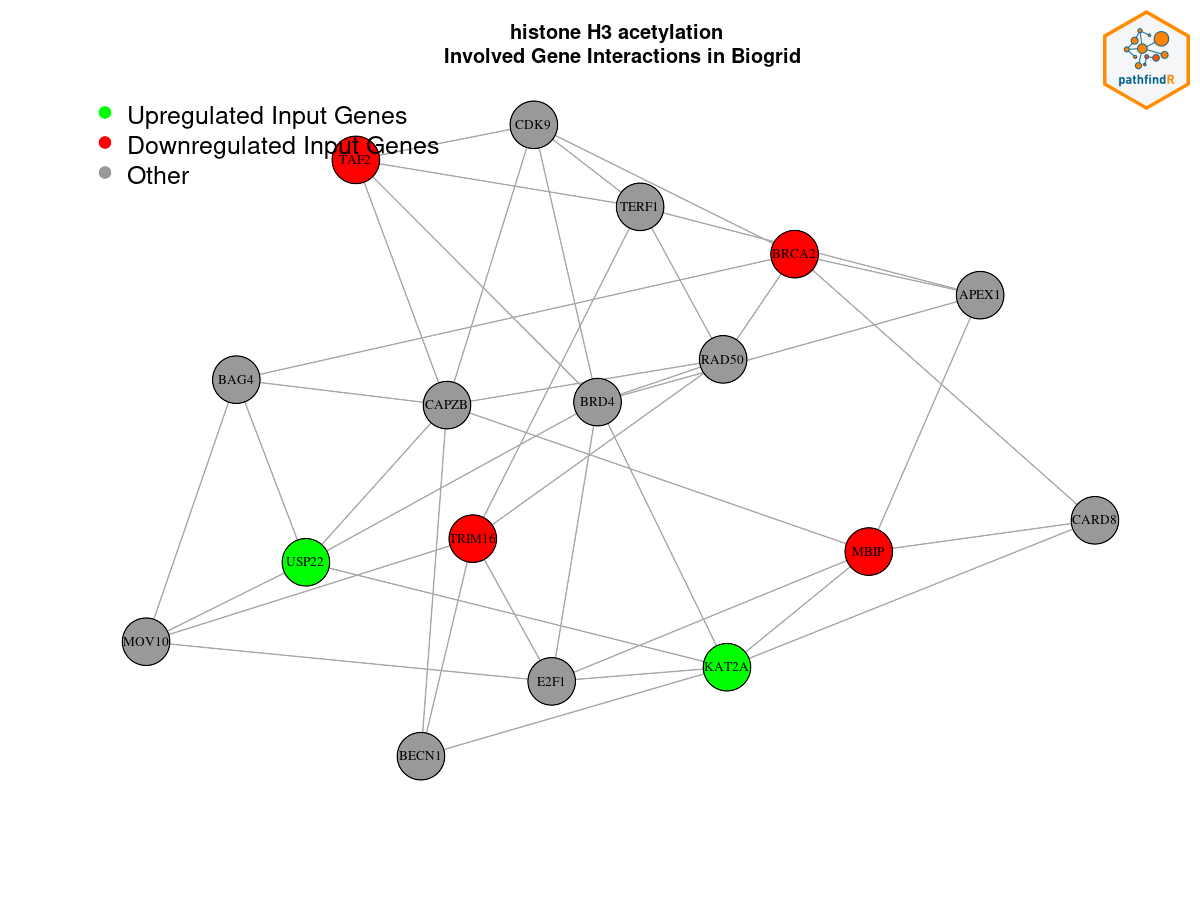 histone H3 acetylation
Involved Gene Interactions in Biogrid
pathfindR
Upregulated Input Genes
Downregulated Input Genes
Other
CDK9
TAF2
TERF1
BRCA2
APEX1
RAD50
BAG4
CAPZB
BRD4
CARD8
TRIM16
MBIP
USP22
MOV10
KAT2A
E2F1
BECN1